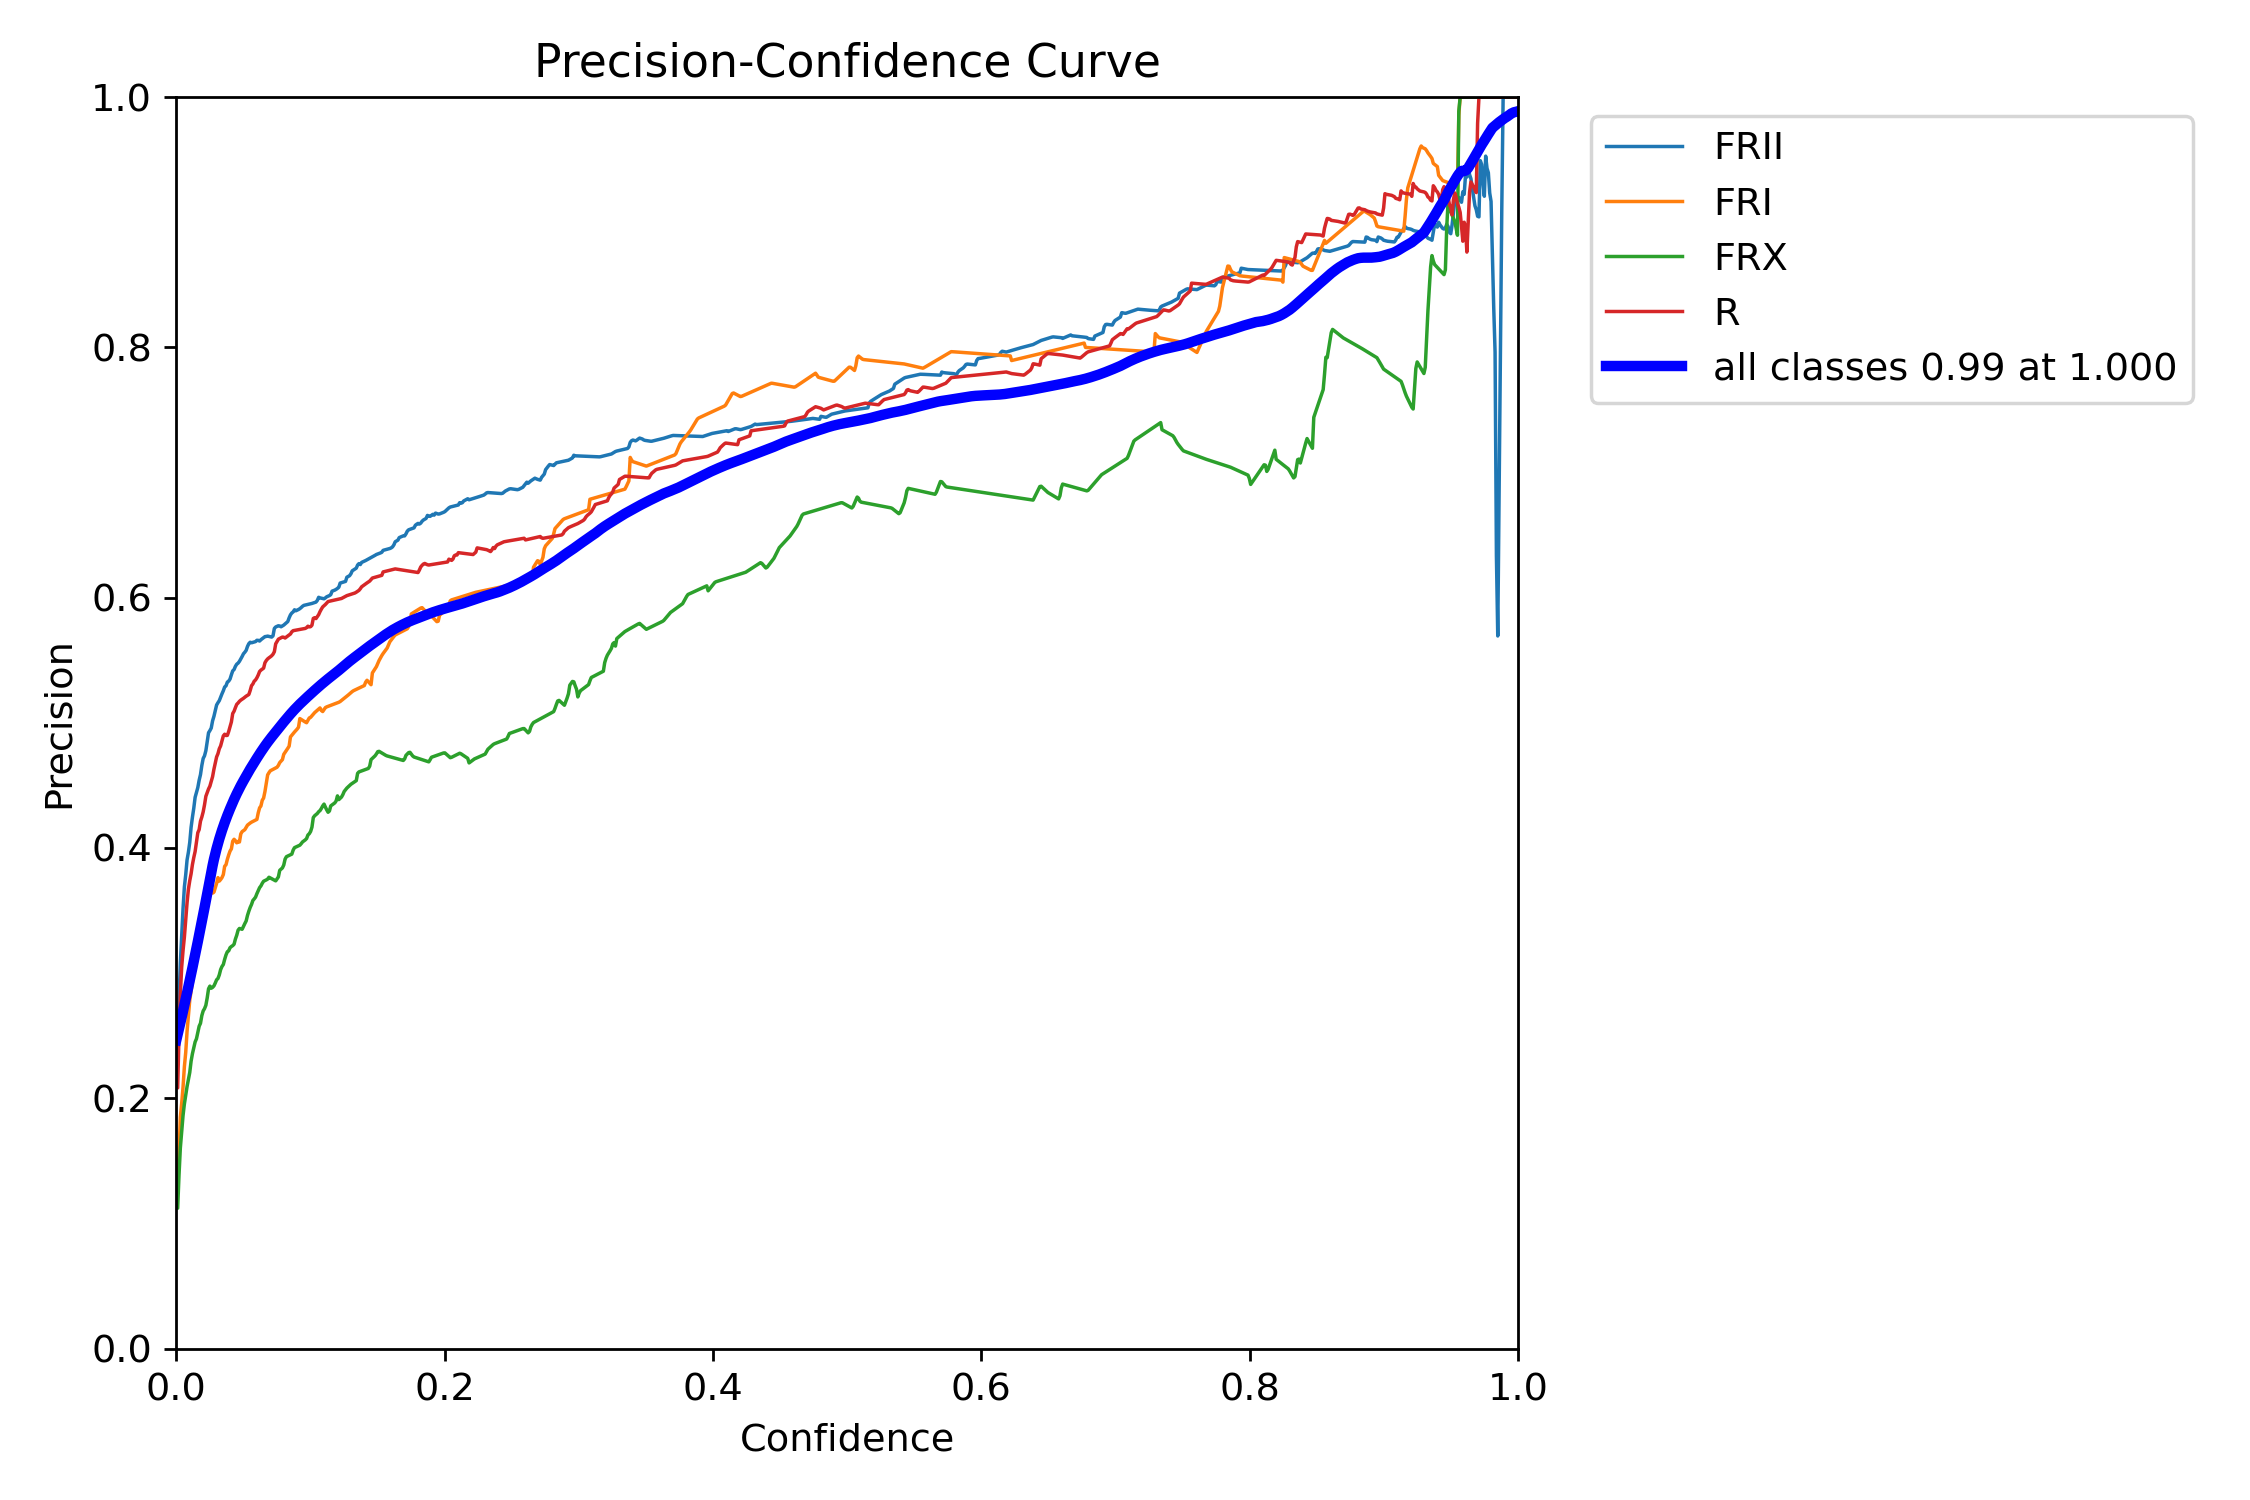 Precision-Confidence Curve
1.0
0.8
0.6
0.4
0.2
0.0
Precision
0.0 0.2 0.4 0.6 0.8 1.0
Confidence
FRII
FRI
FRX
R
all classes 0.99 at 1.000